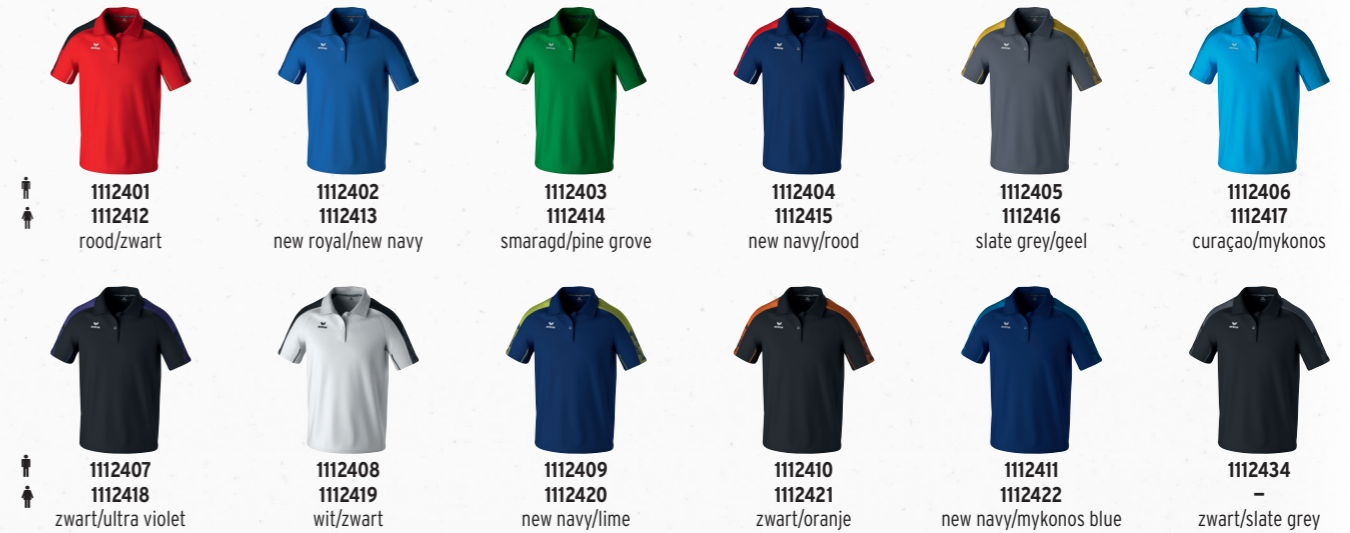 1112401 1112402 1112403 1112404 1112405 1112406
1112412 1112413 1112414 1112415 1112416 1112417
rood/zwart new royal/new navy smaragd/pine grove new navy/rood slate grey/geel curaçao/mykonos
1112407 1112408 1112409 1112410 1112411 1112434
1112418 1112419 1112420 1112421 1112422 –
zwart/ultra violet wit/zwart new navy/lime zwart/oranje new navy/mykonos blue zwart/slate grey